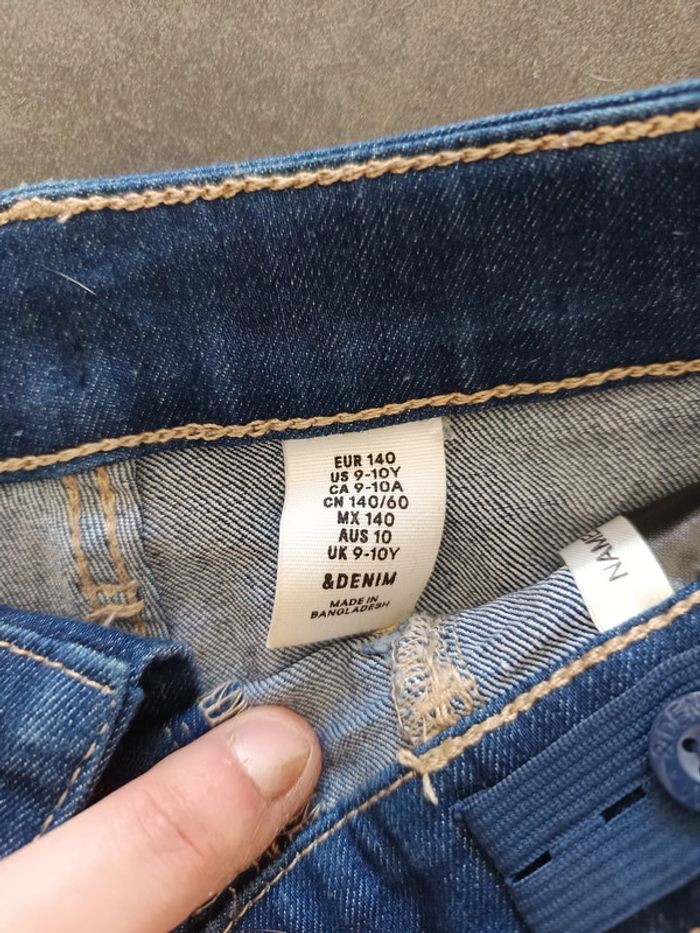 EUR 140
US 9-10Y
CA 9-10A
CN 140/60
MX 140
AUS 10
UK 9-10Y
&DENIM
MADE IN
BANGLADESH